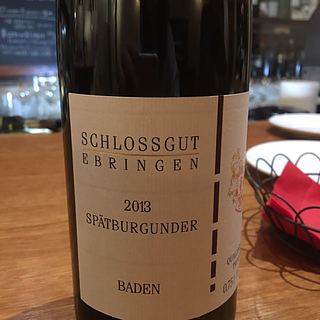 SCHLOSSGUT
EBRINGEN
2013
SPÄTBURGUNDER
BADEN